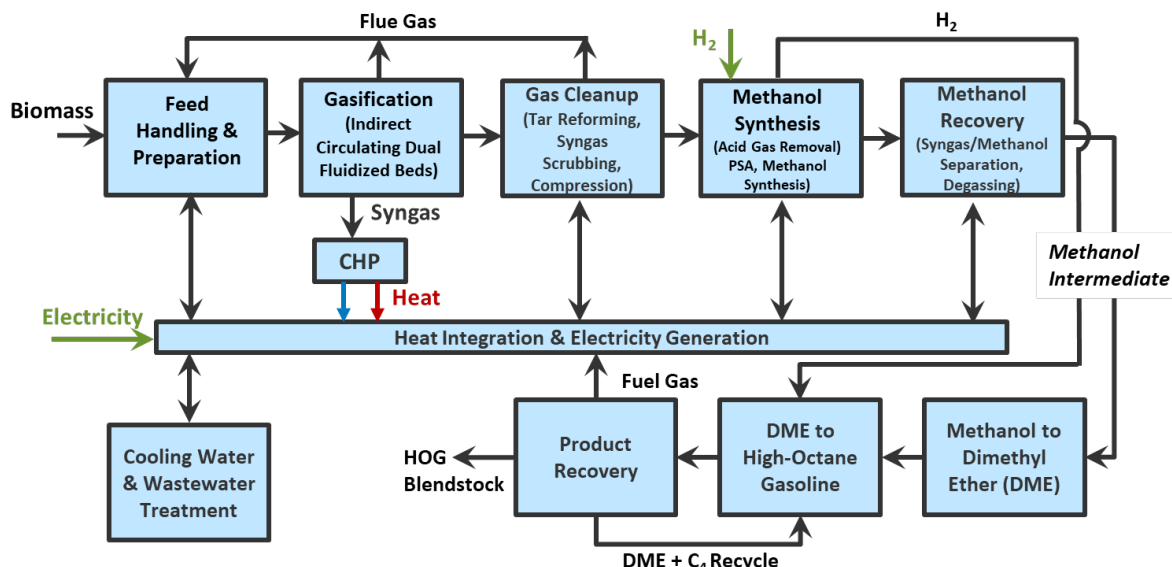 Flue Gas
H2
H2
Biomass
Feed
Handling &
Preparation
Gasification
(Indirect
Circulating Dual
Fluidized Beds)
Gas Cleanup
(Tar Reforming,
Syngas
Scrubbing,
Compression)
Methanol
Synthesis
(Acid Gas Removal)
PSA, Methanol
Synthesis)
Methanol
Recovery
(Syngas/Methanol
Separation,
Degassing)
Syngas
CHP
Heat
Methanol
Intermediate
Electricity
Heat Integration & Electricity Generation
Fuel Gas
Cooling Water
& Wastewater
Treatment
HOG
Blendstock
Product
Recovery
DME to
High-Octane
Gasoline
Methanol to
Dimethyl
Ether (DME)
DME + C4 Recycle